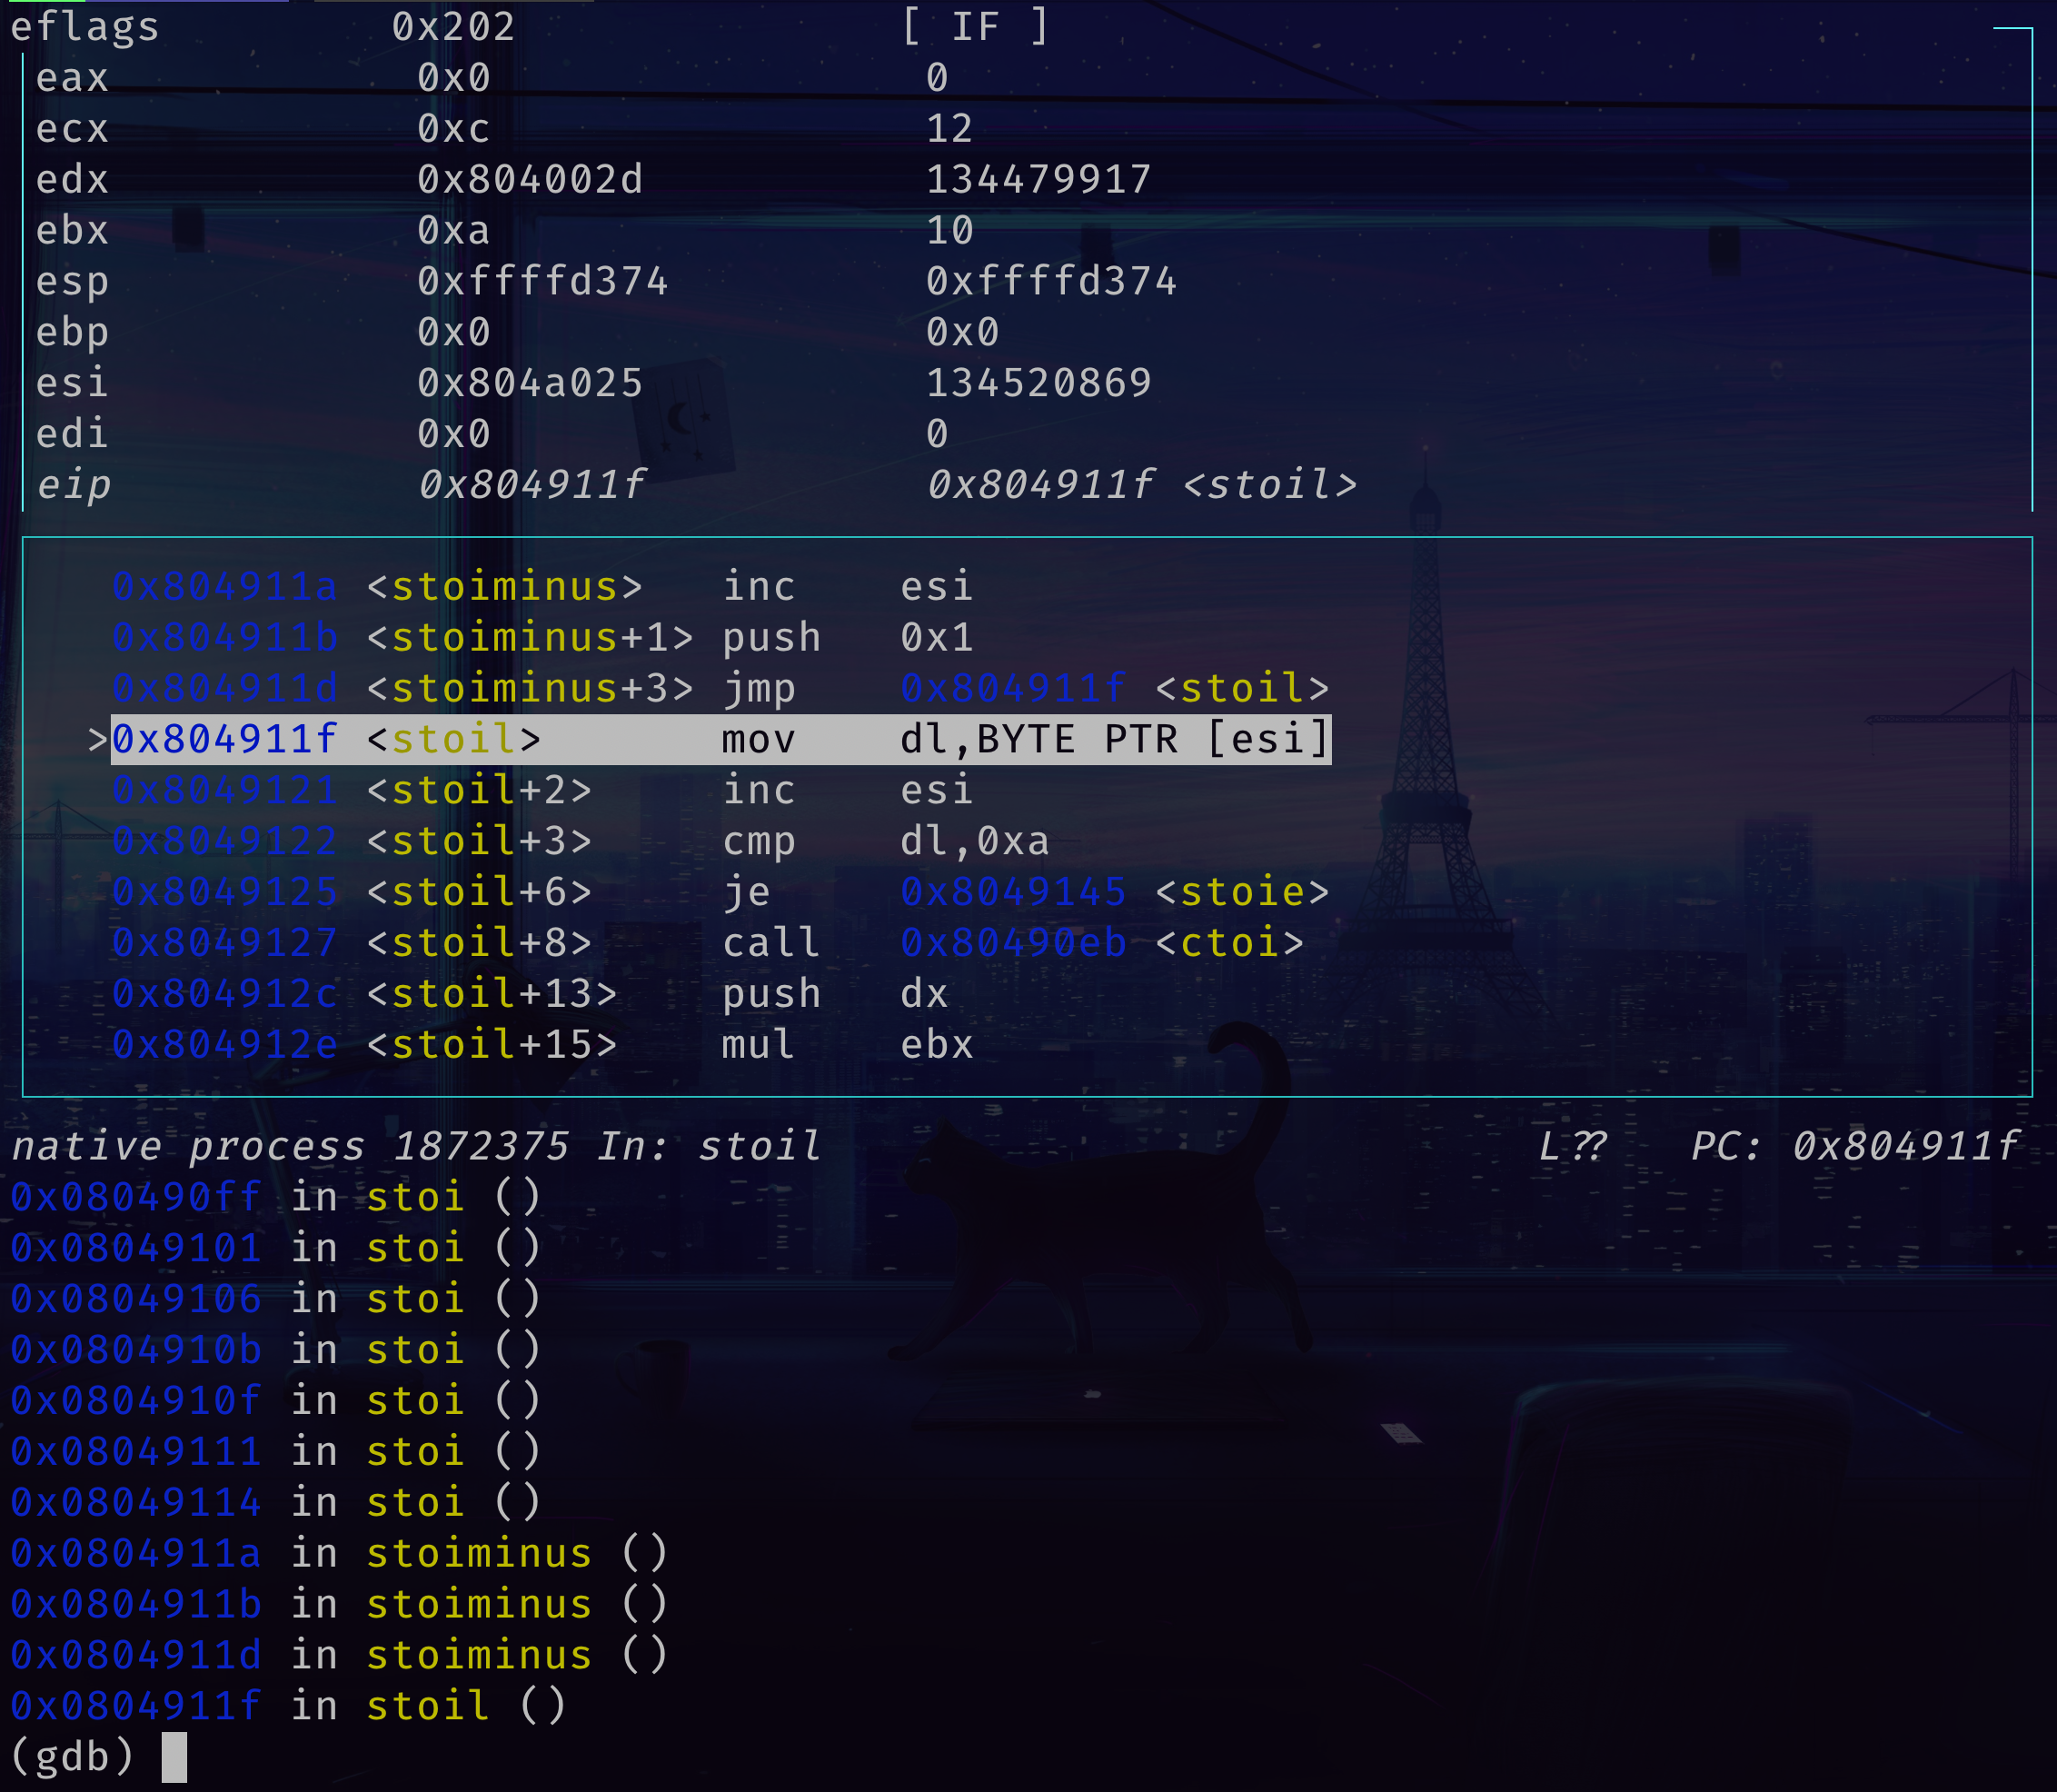 eflags 0x202 [ IF ]
eax 0x0 0
ecx 0xc 12
edx 0x804002d 134479917
ebx 0xa 10
esp 0xffffd374 0xffffd374
ebp 0x0 0x0
esi 0x804a025 134520869
edi 0x0 0
eip 0x804911f 0x804911f <stoil>
0x804911a <stoiminus> inc esi
0x804911b <stoiminus+1> push 0x1
0x804911d <stoiminus+3> jmp 0x804911f <stoil>
>0x804911f <stoil> mov dl,BYTE PTR [esi]
0x8049121 <stoil+2> inc esi
0x8049122 <stoil+3> cmp dl,0xa
0x8049125 <stoil+6> je 0x8049145 <stoie>
0x8049127 <stoil+8> call 0x80490eb <ctoi>
0x804912c <stoil+13> push dx
0x804912e <stoil+15> mul ebx
native process 1872375 In: stoil L?? PC: 0x804911f
0x080490ff in stoi ()
0x08049101 in stoi ()
0x08049106 in stoi ()
0x0804910b in stoi ()
0x0804910f in stoi ()
0x08049111 in stoi ()
0x08049114 in stoi ()
0x0804911a in stoiminus ()
0x0804911b in stoiminus ()
0x0804911d in stoiminus ()
0x0804911f in stoil ()
(gdb)